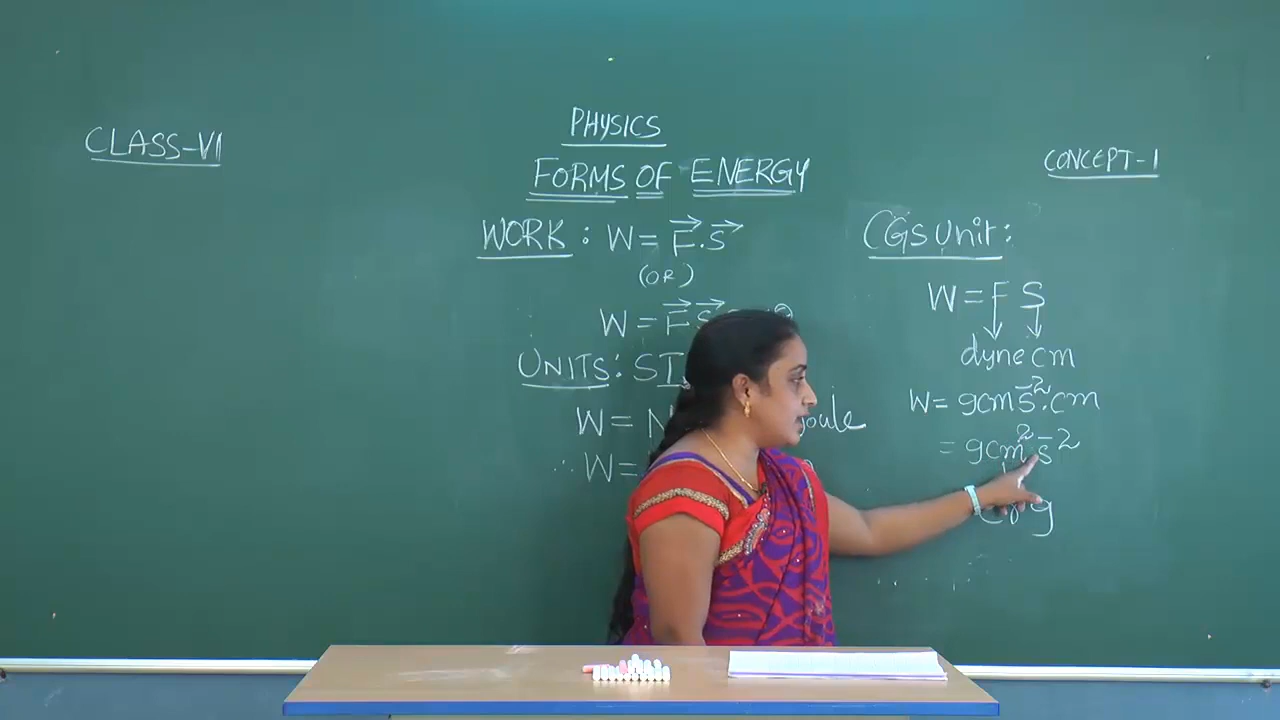 CLASS-VI
PHYSICS
CONCEPT-1
FORMS OF ENERGY
WORK : W = F⃗.S⃗
(OR)
W = F⃗ S⃗
UNITS: SI
W = N
∴ W =
CGS Unit:
W = F S
dyne cm
W = gcms⁻².cm
= gcm²s⁻²
erg